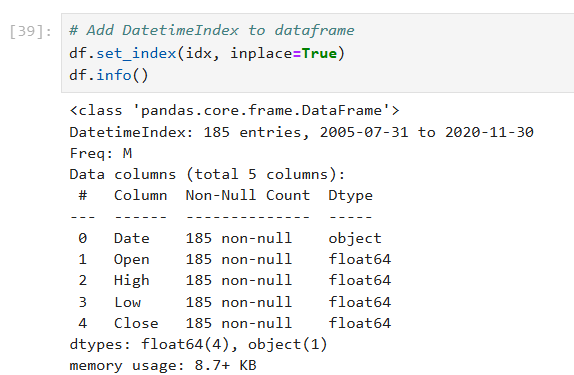 [39]: # Add DatetimeIndex to dataframe
df.set_index(idx, inplace=True)
df.info()
<class 'pandas.core.frame.DataFrame'>
DatetimeIndex: 185 entries, 2005-07-31 to 2020-11-30
Freq: M
Data columns (total 5 columns):
 #   Column  Non-Null Count  Dtype
---  ------  --------------  -----
 0   Date    185 non-null    object
 1   Open    185 non-null    float64
 2   High    185 non-null    float64
 3   Low     185 non-null    float64
 4   Close   185 non-null    float64
dtypes: float64(4), object(1)
memory usage: 8.7+ KB